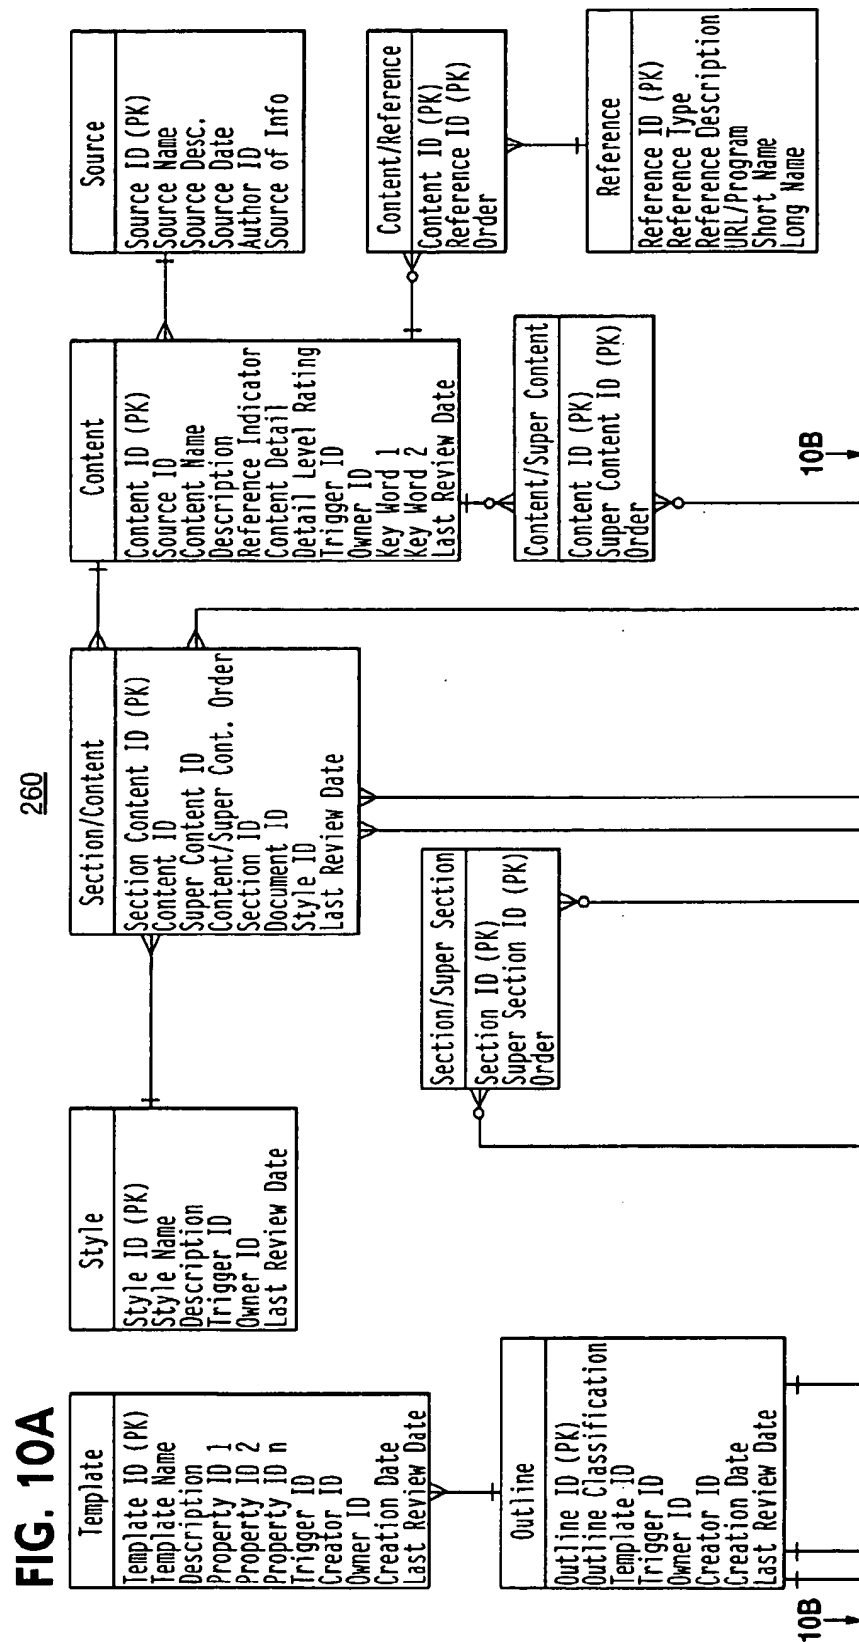 FIG. 10A
260
Template
Template ID (PK)
Template Name
Description
Property ID 1
Property ID 2
Property ID n
Trigger ID
Creator ID
Owner ID
Creation Date
Last Review Date
Style
Style ID (PK)
Style Name
Description
Trigger ID
Owner ID
Last Review Date
Section/Content
Section Content ID (PK)
Content ID
Super Content ID
Content/Super Cont. Order
Section ID
Document ID
Style ID
Last Review Date
Content
Content ID (PK)
Source ID
Content Name
Description
Reference Indicator
Content Detail
Detail Level Rating
Trigger ID
Owner ID
Key Word 1
Key Word 2
Last Review Date
Source
Source ID (PK)
Source Name
Source Desc.
Source Date
Author ID
Source of Info
Outline
Outline ID (PK)
Outline Classification
Template ID
Trigger ID
Owner ID
Creator ID
Creation Date
Last Review Date
Section/Super Section
Section ID (PK)
Super Section ID (PK)
Order
Content/Super Content
Content ID (PK)
Super Content ID (PK)
Order
Content/Reference
Content ID (PK)
Reference ID (PK)
Order
Reference
Reference ID (PK)
Reference Type
Reference Description
URL/Program
Short Name
Long Name
10B
10B